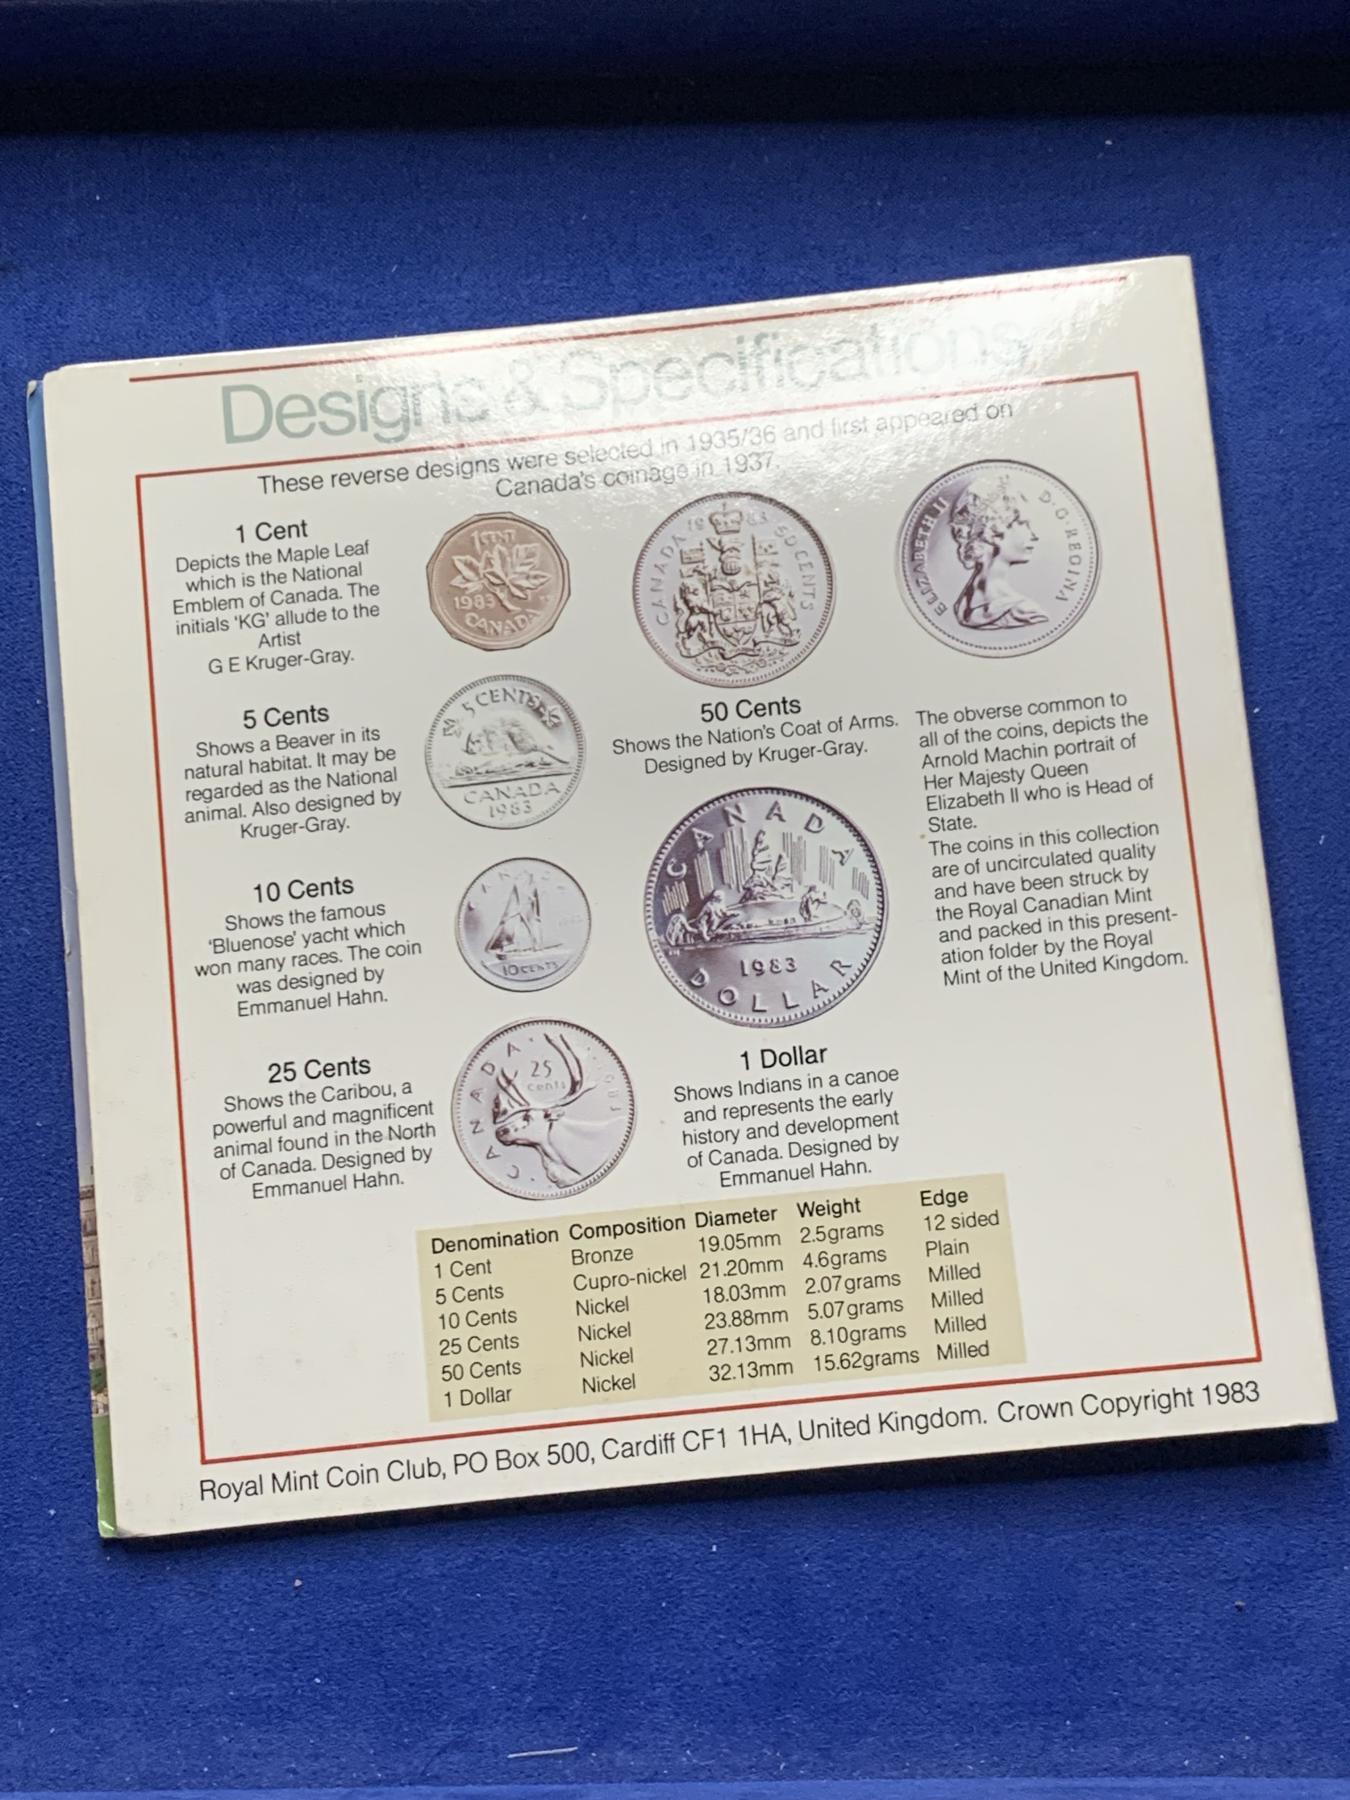 Designs & Specifications
These reverse designs were selected in 1935/36 and first appeared on
Canada's coinage in 1937.
1 Cent
Depicts the Maple Leaf
which is the National
Emblem of Canada. The
initials 'KG' allude to the
Artist
G E Kruger-Gray.
1 CENT
1983
CANADA
5 Cents
Shows a Beaver in its
natural habitat. It may be
regarded as the National
animal. Also designed by
Kruger-Gray.
5 CENTS
CANADA
1983
10 Cents
Shows the famous
'Bluenose' yacht which
won many races. The coin
was designed by
Emmanuel Hahn.
CANADA
10 CENTS
25 Cents
Shows the Caribou, a
powerful and magnificent
animal found in the North
of Canada. Designed by
Emmanuel Hahn.
CANADA
25
cents
1983
CANADA 1983 50 CENTS
50 Cents
Shows the Nation's Coat of Arms.
Designed by Kruger-Gray.
CANADA
1983
DOLLAR
1 Dollar
Shows Indians in a canoe
and represents the early
history and development
of Canada. Designed by
Emmanuel Hahn.
ELIZABETH II D·G·REGINA
The obverse common to
all of the coins, depicts the
Arnold Machin portrait of
Her Majesty Queen
Elizabeth II who is Head of
State.
The coins in this collection
are of uncirculated quality
and have been struck by
the Royal Canadian Mint
and packed in this present-
ation folder by the Royal
Mint of the United Kingdom.
Denomination Composition Diameter Weight Edge
1 Cent Bronze 19.05mm 2.5grams 12 sided
5 Cents Cupro-nickel 21.20mm 4.6grams Plain
10 Cents Nickel 18.03mm 2.07grams Milled
25 Cents Nickel 23.88mm 5.07grams Milled
50 Cents Nickel 27.13mm 8.10grams Milled
1 Dollar Nickel 32.13mm 15.62grams Milled
Royal Mint Coin Club, PO Box 500, Cardiff CF1 1HA, United Kingdom. Crown Copyright 1983